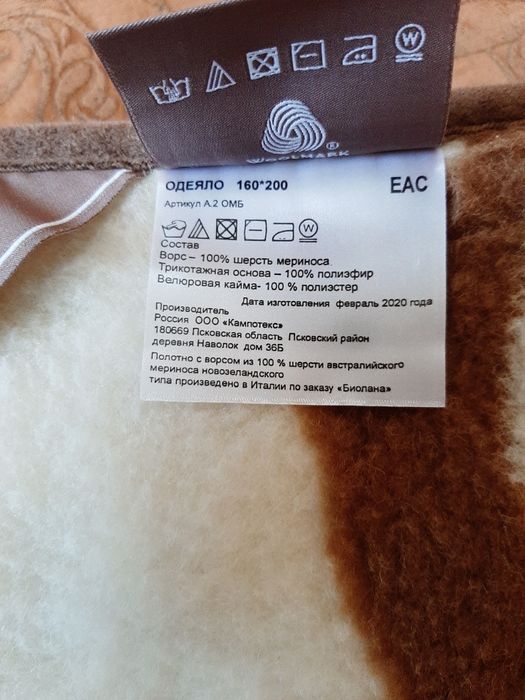 WOOLMARK
ОДЕЯЛО 160*200 ЕАС
Артикул А.2 ОМБ
Состав
Ворс – 100% шерсть мериноса.
Трикотажная основа – 100% полиэфир
Велюровая кайма- 100 % полиэстер
Дата изготовления февраль 2020 года
Производитель
Россия ООО «Кампотекс»
180669 Псковская область Псковский район
деревня Наволок дом 36Б
Полотно с ворсом из 100 % шерсти австралийского
мериноса новозеландского
типа произведено в Италии по заказу «Биолана»